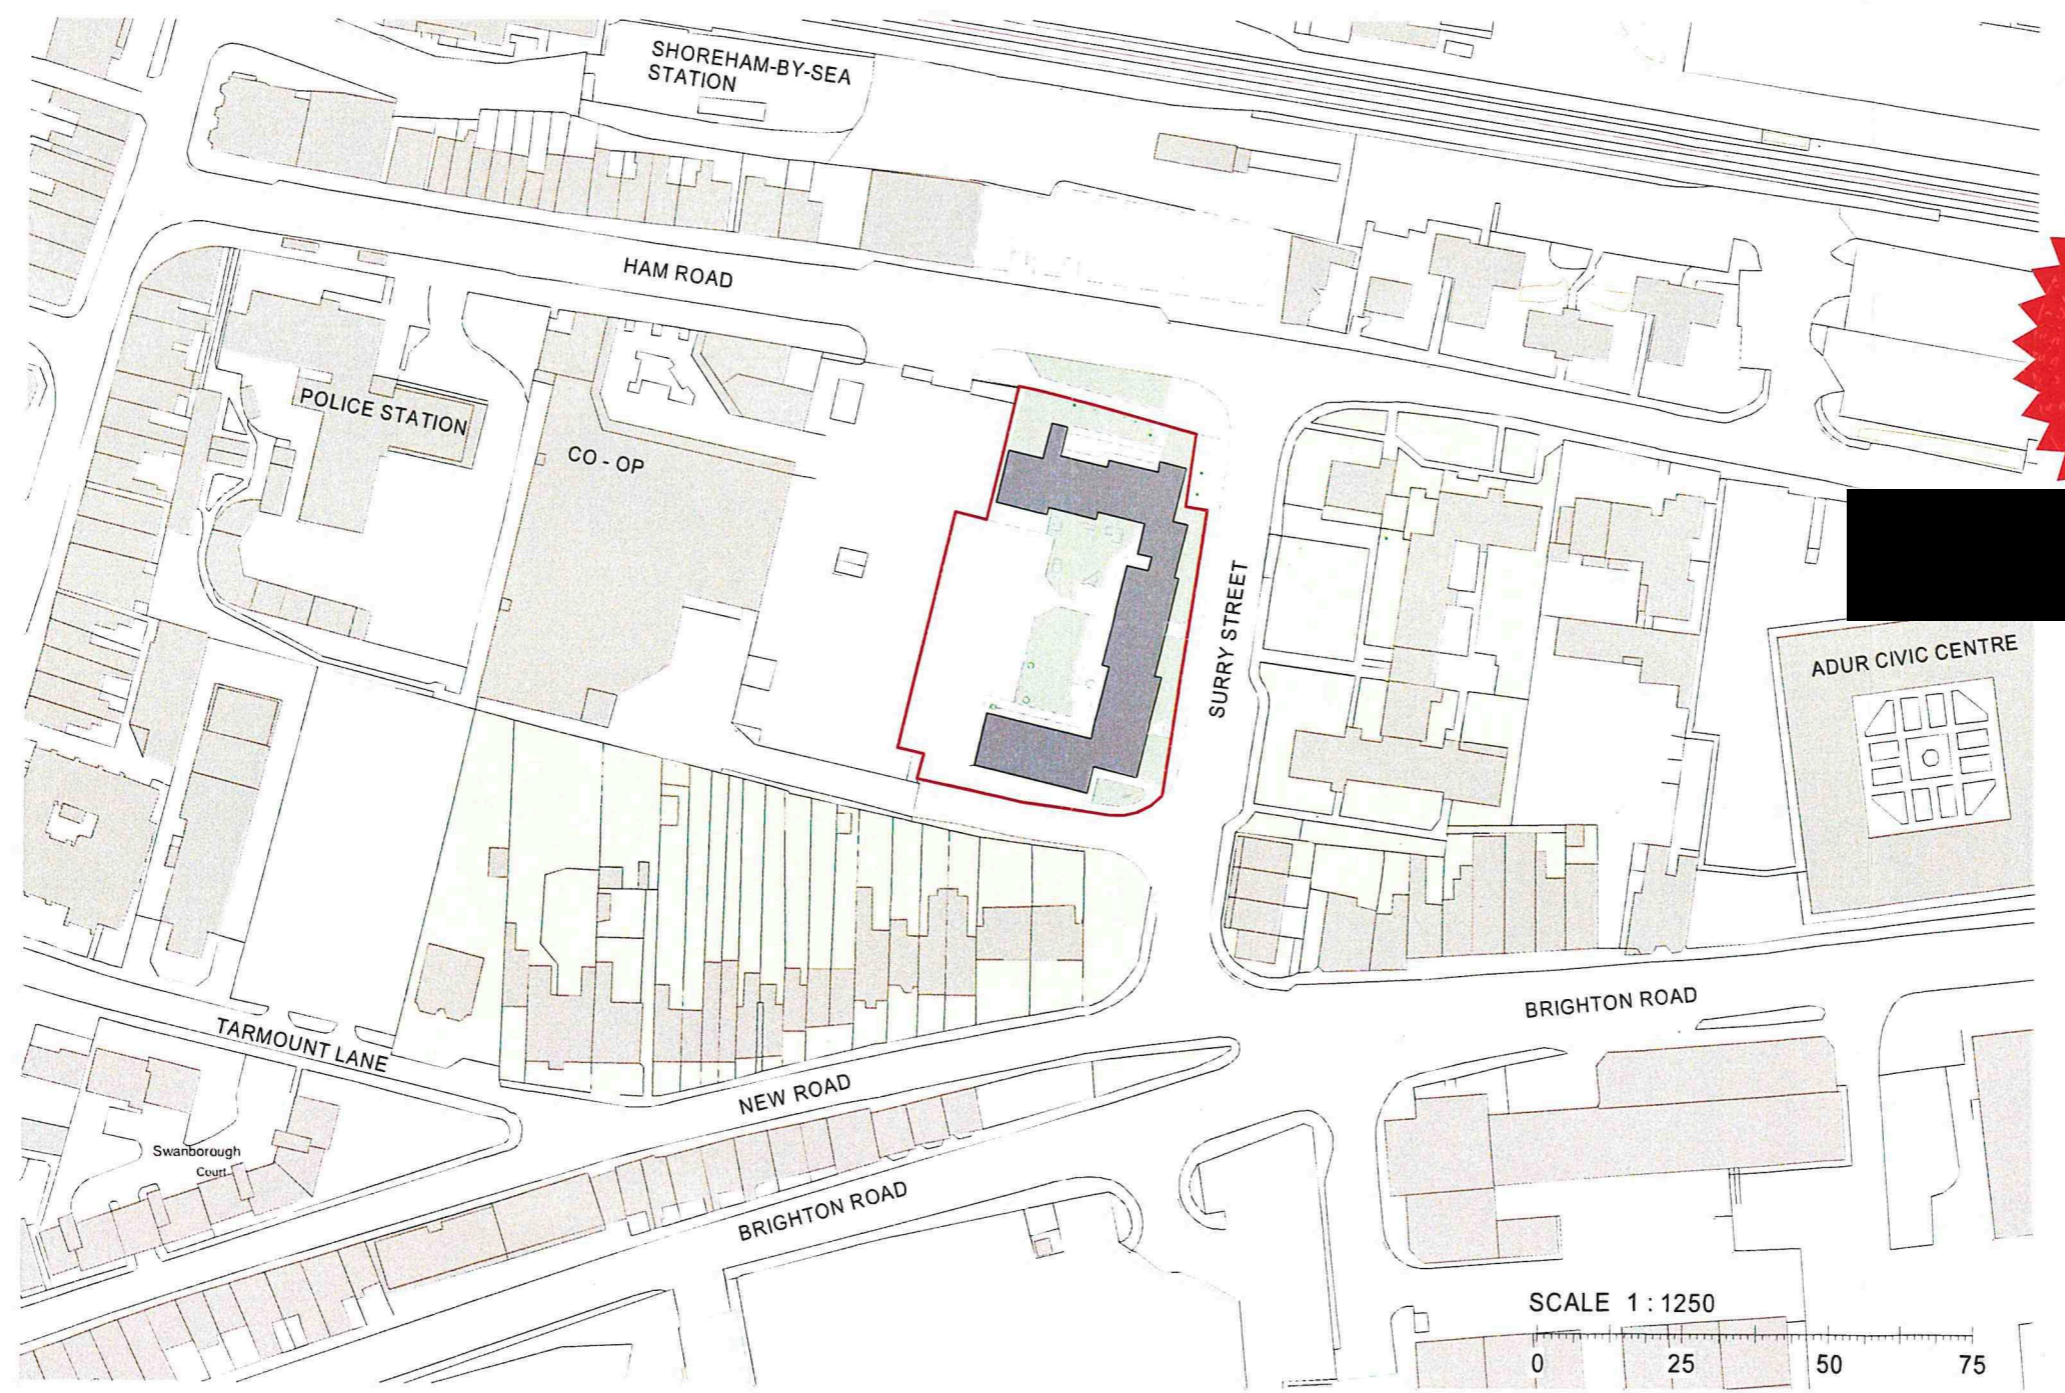 SHOREHAM-BY-SEA
STATION
HAM ROAD
POLICE STATION
CO - OP
SURRY STREET
ADUR CIVIC CENTRE
BRIGHTON ROAD
TARMOUNT LANE
NEW ROAD
Swanborough
Court
BRIGHTON ROAD
SCALE 1 : 1250
0 25 50 75